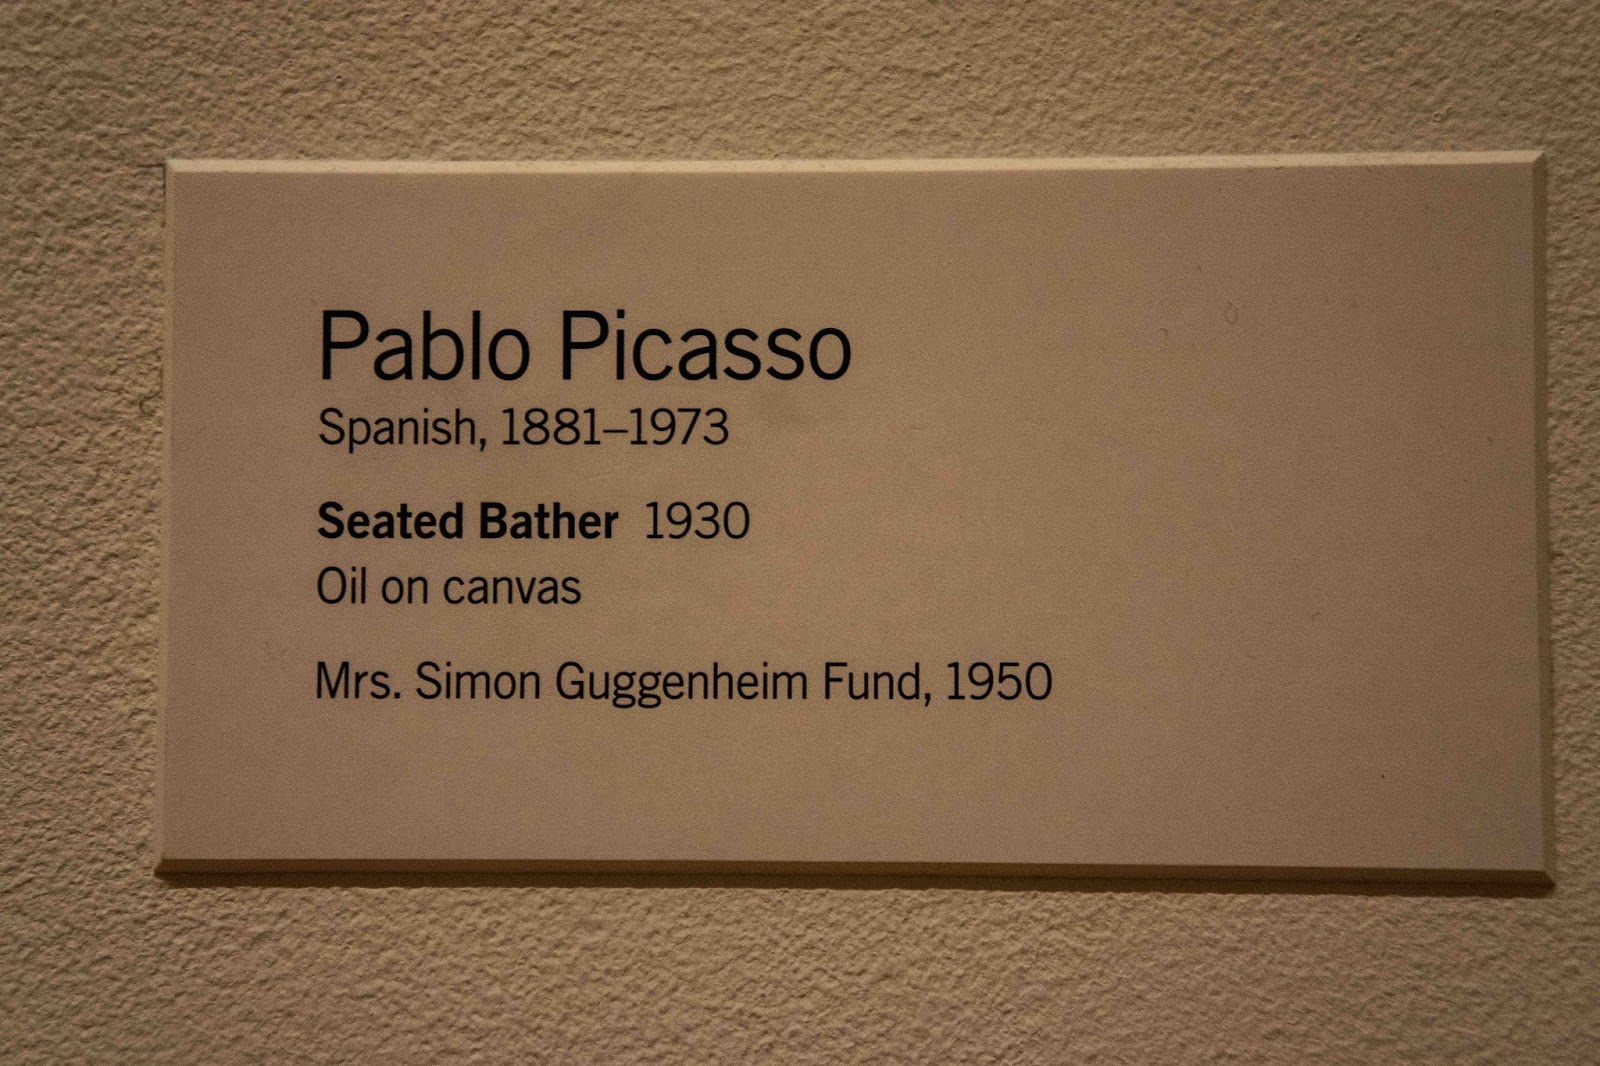 Pablo Picasso
Spanish, 1881–1973
Seated Bather 1930
Oil on canvas
Mrs. Simon Guggenheim Fund, 1950